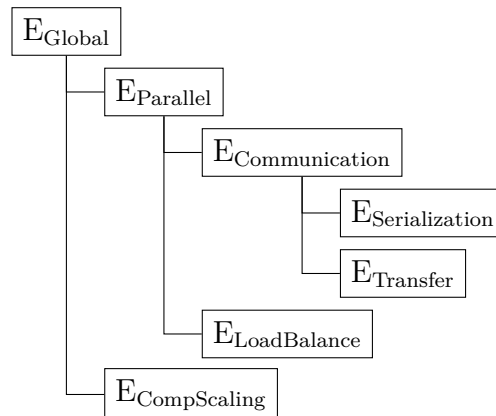 E_Global
E_Parallel
E_Communication
E_Serialization
E_Transfer
E_LoadBalance
E_CompScaling